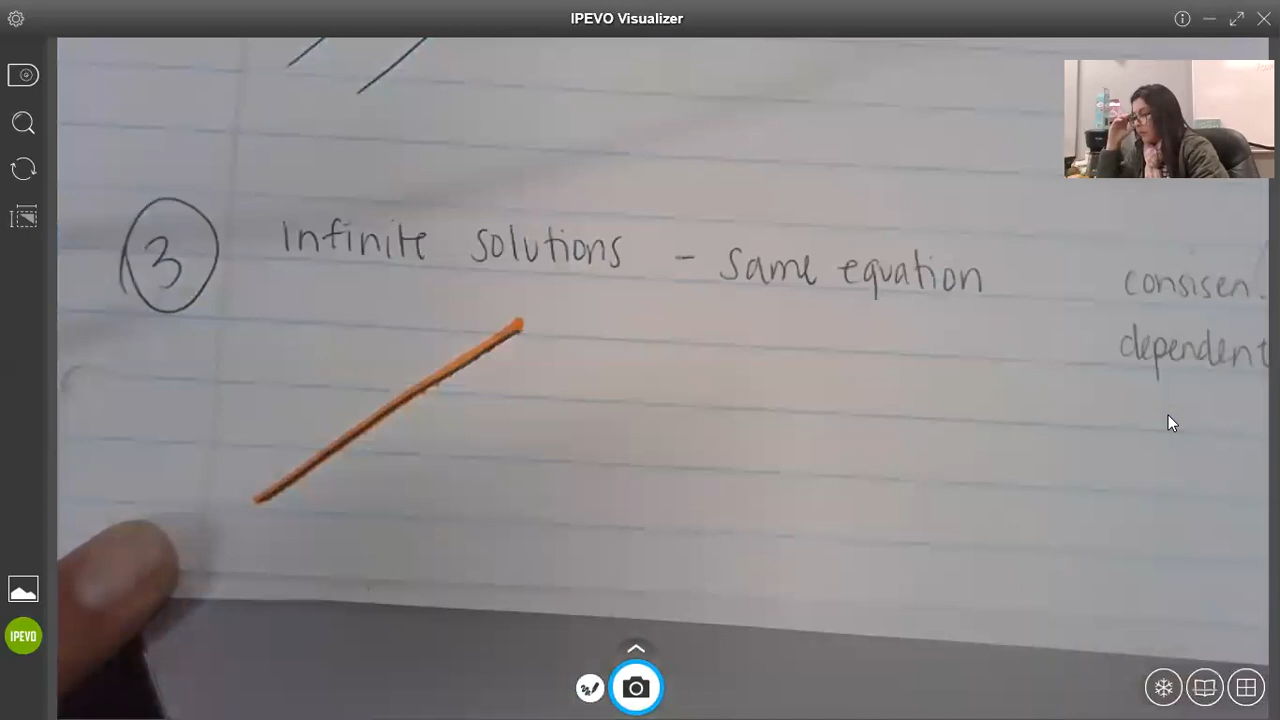 IPEVO Visualizer
3 Infinite solutions - same equation
consisen
dependent
IPEVO